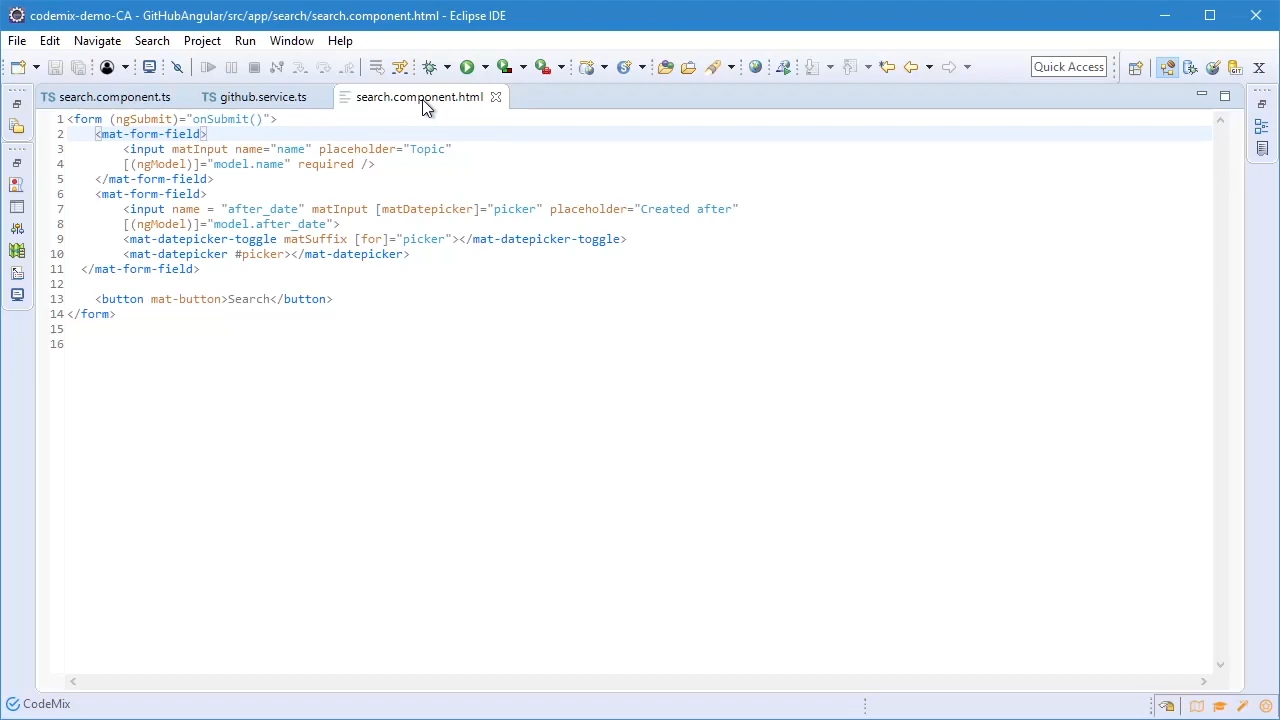 codemix-demo-CA - GitHubAngular/src/app/search/search.component.html - Eclipse IDE
File Edit Navigate Search Project Run Window Help
Quick Access
TS search.component.ts TS github.service.ts search.component.html
1 <form (ngSubmit)="onSubmit()">
2 <mat-form-field>
3 <input matInput name="name" placeholder="Topic"
4 [(ngModel)]="model.name" required />
5 </mat-form-field>
6 <mat-form-field>
7 <input name = "after_date" matInput [matDatepicker]="picker" placeholder="Created after"
8 [(ngModel)]="model.after_date">
9 <mat-datepicker-toggle matSuffix [for]="picker"></mat-datepicker-toggle>
10 <mat-datepicker #picker></mat-datepicker>
11 </mat-form-field>
12
13 <button mat-button>Search</button>
14 </form>
15
16
CodeMix